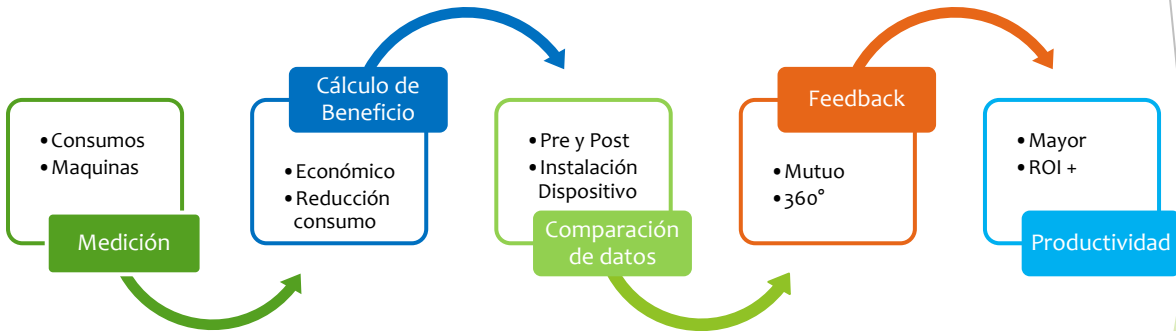 • Consumos
• Maquinas
Medición
Cálculo de
Beneficio
• Económico
• Reducción
consumo
• Pre y Post
• Instalación
Dispositivo
Comparación
de datos
Feedback
• Mutuo
• 360°
• Mayor
• ROI +
Productividad